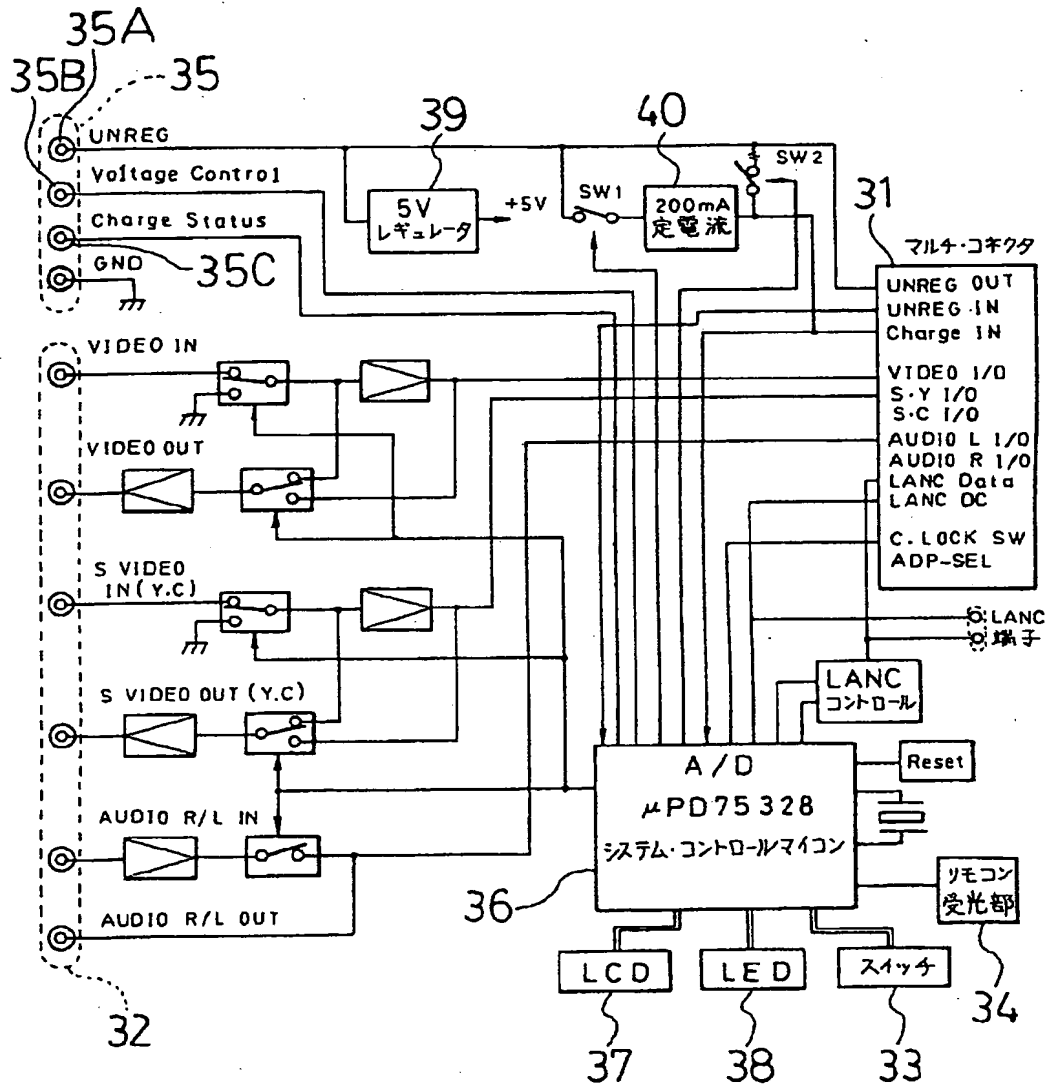 35A
35B
35
UNREG
Voltage Control
Charge Status
35C
GND
39
5V
レギュレータ
+5V
SW1
40
200mA
定電流
SW2
31
マルチ・コネクタ
UNREG OUT
UNREG IN
Charge IN
VIDEO I/O
S・Y I/O
S・C I/O
AUDIO L I/O
AUDIO R I/O
LANC Data
LANC DC
C. LOCK SW
ADP-SEL
VIDEO IN
VIDEO OUT
S VIDEO
IN (Y.C)
S VIDEO OUT (Y.C)
AUDIO R/L IN
AUDIO R/L OUT
32
LANC
端子
LANC
コントロール
A/D
μPD75328
システム・コントロールマイコン
36
Reset
リモコン
受光部
34
LCD
37
LED
38
スイッチ
33